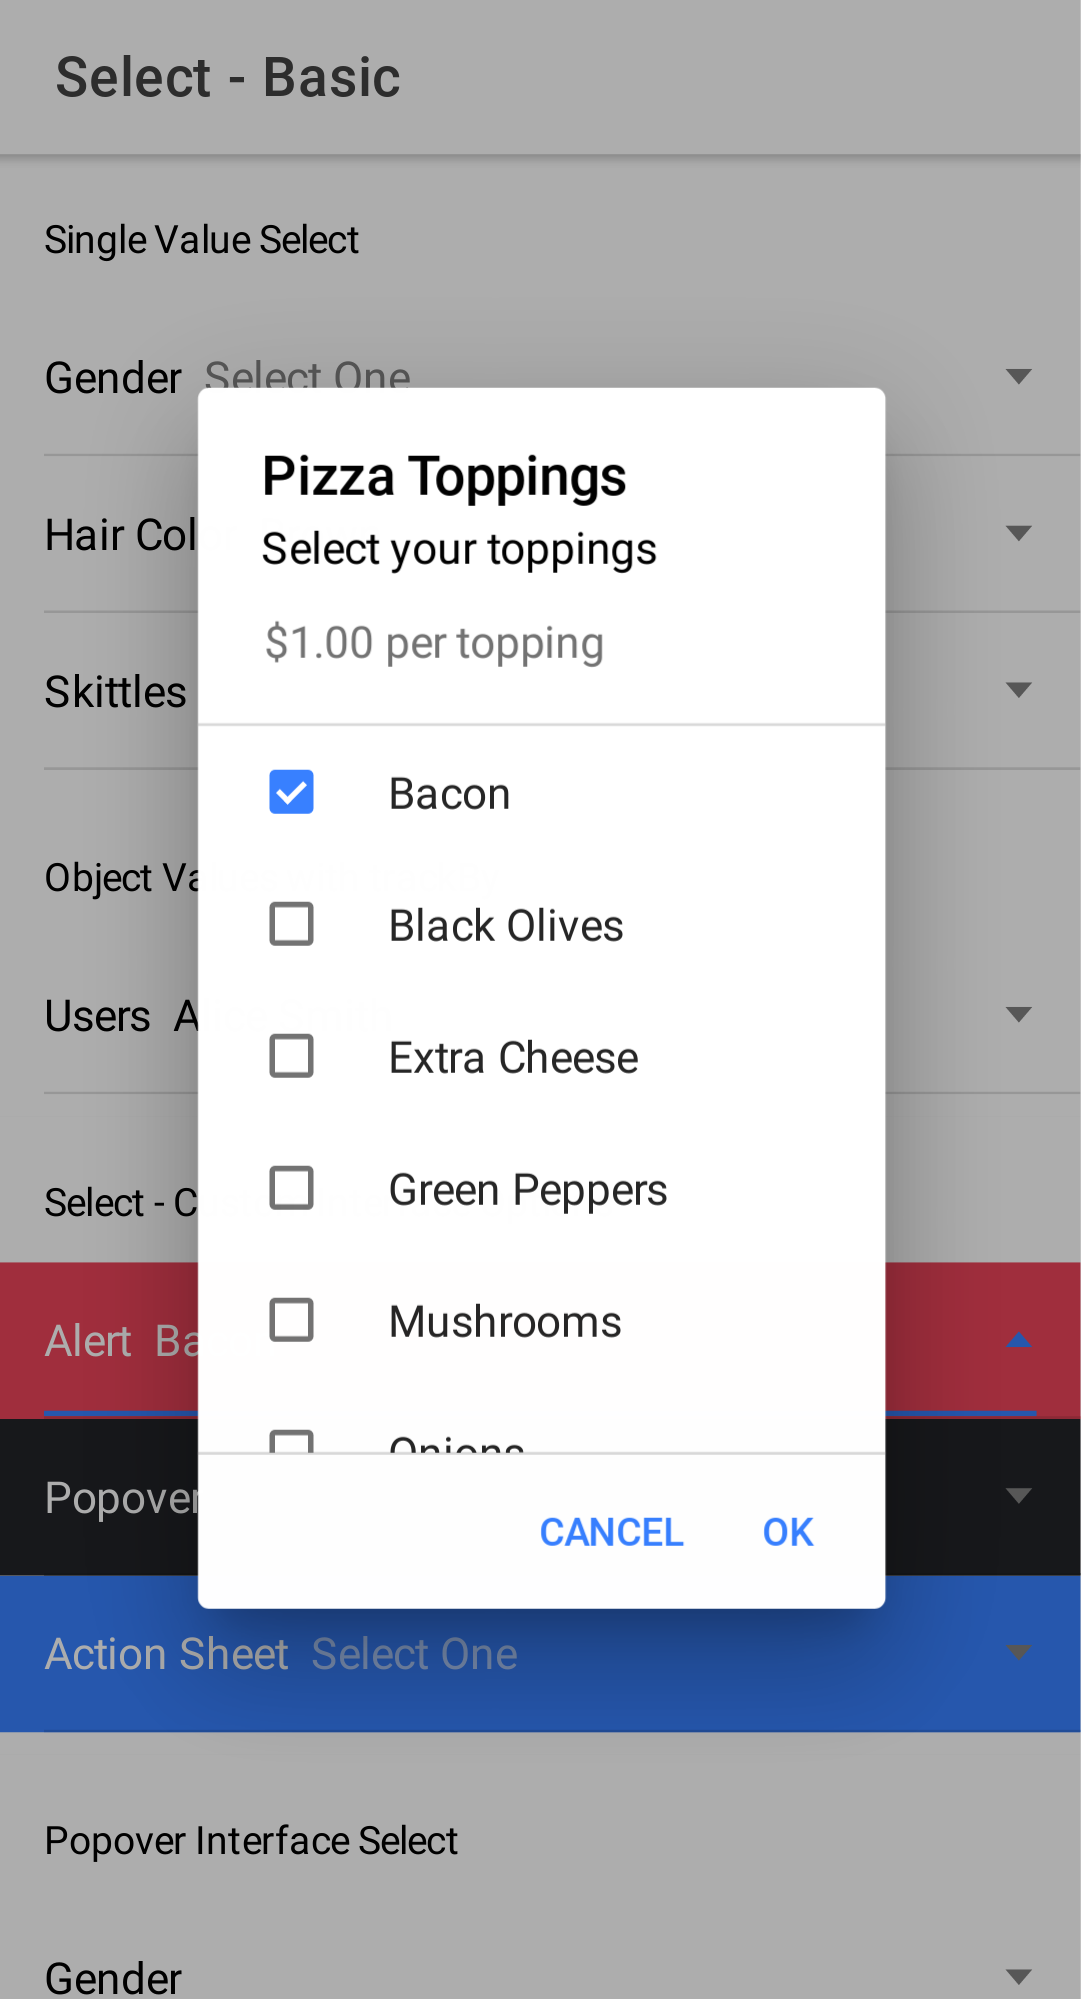 Select - Basic
Single Value Select
Gender Select One
Hair Col
Skittles
Pizza Toppings
Select your toppings
$1.00 per topping
Bacon
Black Olives
Extra Cheese
Green Peppers
Mushrooms
Onions
CANCEL OK
Object Va
Users A
Select - C
Alert Ba
Popover
Action Sheet Select One
Popover Interface Select
Gender